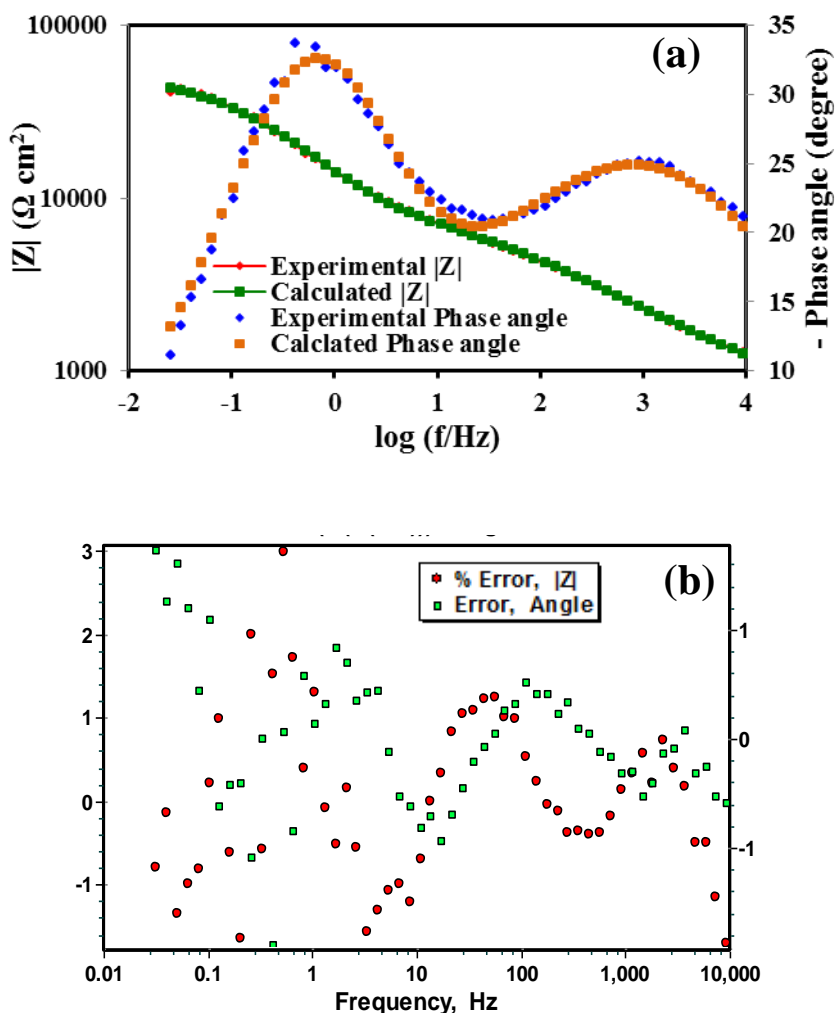 (a)
100000
10000
1000
|Z| (Ω cm²)
35
30
25
20
15
10
- Phase angle (degree)
Experimental |Z|
Calculated |Z|
Experimental Phase angle
Calclated Phase angle
-2 -1 0 1 2 3 4
log (f/Hz)
(b)
% Error, |Z|
Error, Angle
3
2
1
0
-1
1
0
-1
0.01 0.1 1 10 100 1,000 10,000
Frequency, Hz